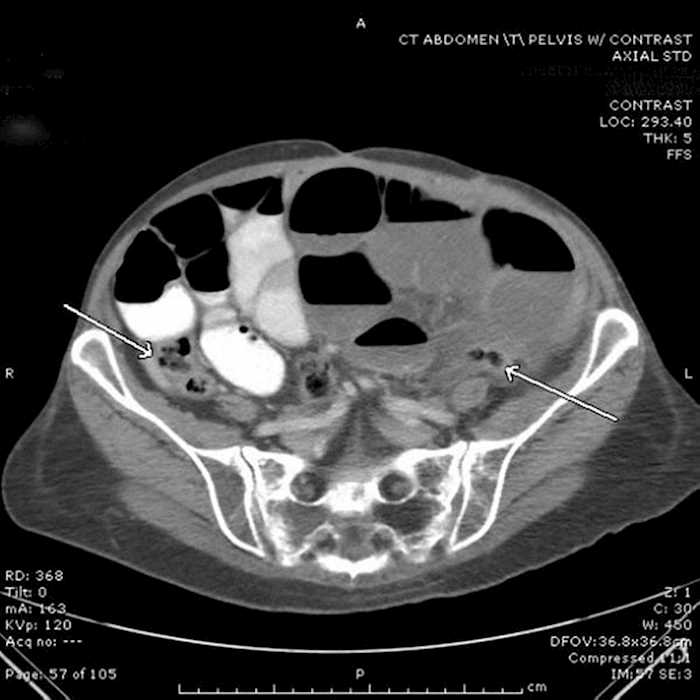 A
CT ABDOMEN \T\ PELVIS W/ CONTRAST
AXIAL STD
CONTRAST
LOC: 293.40
THK: 5
FFS
R
L
RD: 368
Tilt: 0
mA: 163
KVp: 120
Acq no: ---
Page: 57 of 105
P
cm
Z: 1
C: 30
W: 450
DFOV:36.8x36.8cm
Compressed
IM:57 SE:3